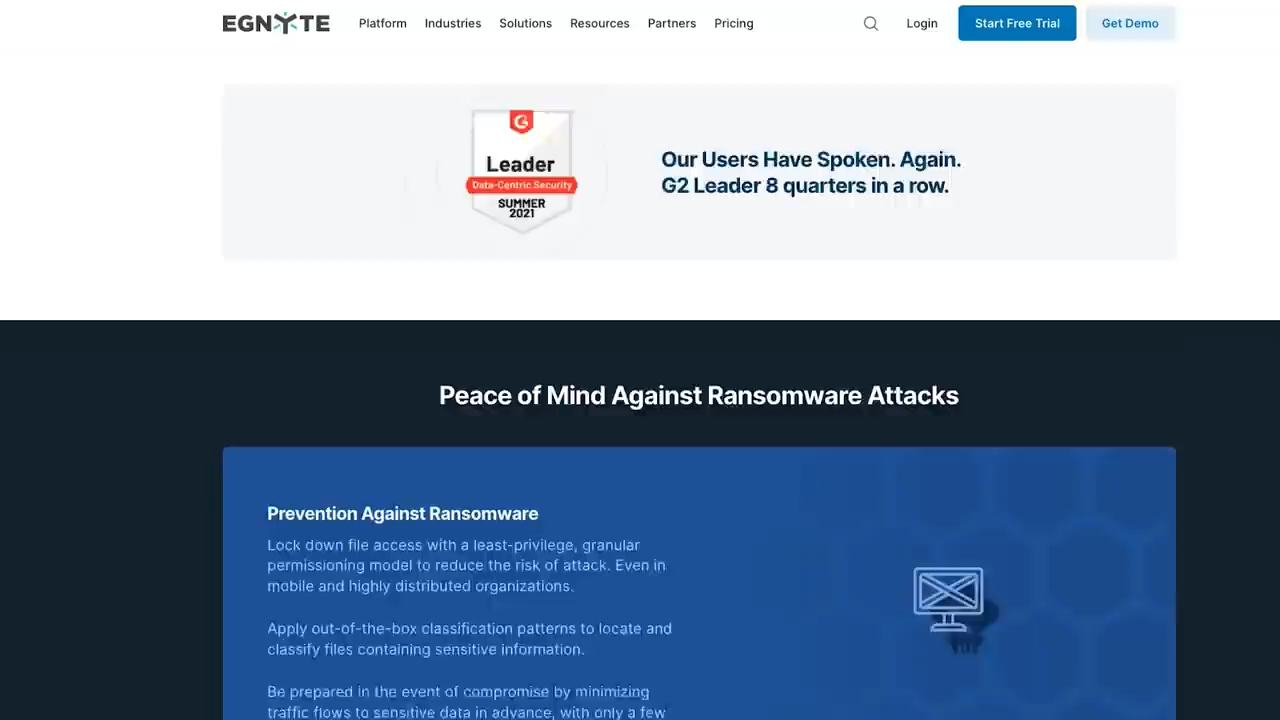 EGNYTE Platform Industries Solutions Resources Partners Pricing Login Start Free Trial Get Demo
G
Leader
Data-Centric Security
SUMMER
2021
Our Users Have Spoken. Again.
G2 Leader 8 quarters in a row.
Peace of Mind Against Ransomware Attacks
Prevention Against Ransomware
Lock down file access with a least-privilege, granular
permissioning model to reduce the risk of attack. Even in
mobile and highly distributed organizations.
Apply out-of-the-box classification patterns to locate and
classify files containing sensitive information.
Be prepared in the event of compromise by minimizing
traffic flows to sensitive data in advance, with only a few